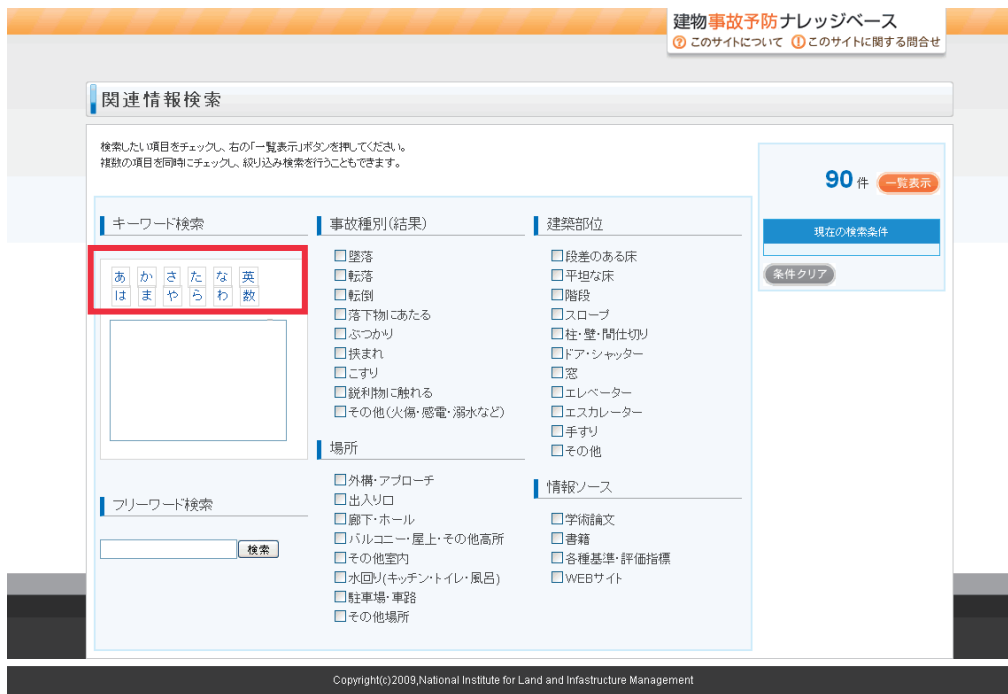 建物事故予防ナレッジベース
?このサイトについて !このサイトに関する問合せ
関連情報検索
検索したい項目をチェックし、右の「一覧表示」ボタンを押してください。
複数の項目を同時にチェックし、絞り込み検索を行うこともできます。
90 件 一覧表示
現在の検索条件
条件クリア
キーワード検索
あ か さ た な 英
は ま や ら わ 数
フリーワード検索
検索
事故種別(結果)
墜落
転落
転倒
落下物にあたる
ぶつかり
挟まれ
こすり
鋭利物に触れる
その他(火傷・感電・溺水など)
場所
外構・アプローチ
出入り口
廊下・ホール
バルコニー・屋上・その他高所
その他室内
水回り(キッチン・トイレ・風呂)
駐車場・車路
その他場所
建築部位
段差のある床
平坦な床
階段
スロープ
柱・壁・間仕切り
ドア・シャッター
窓
エレベーター
エスカレーター
手すり
その他
情報ソース
学術論文
書籍
各種基準・評価指標
WEBサイト
Copyright(c)2009,National Institute for Land and Infastructure Management